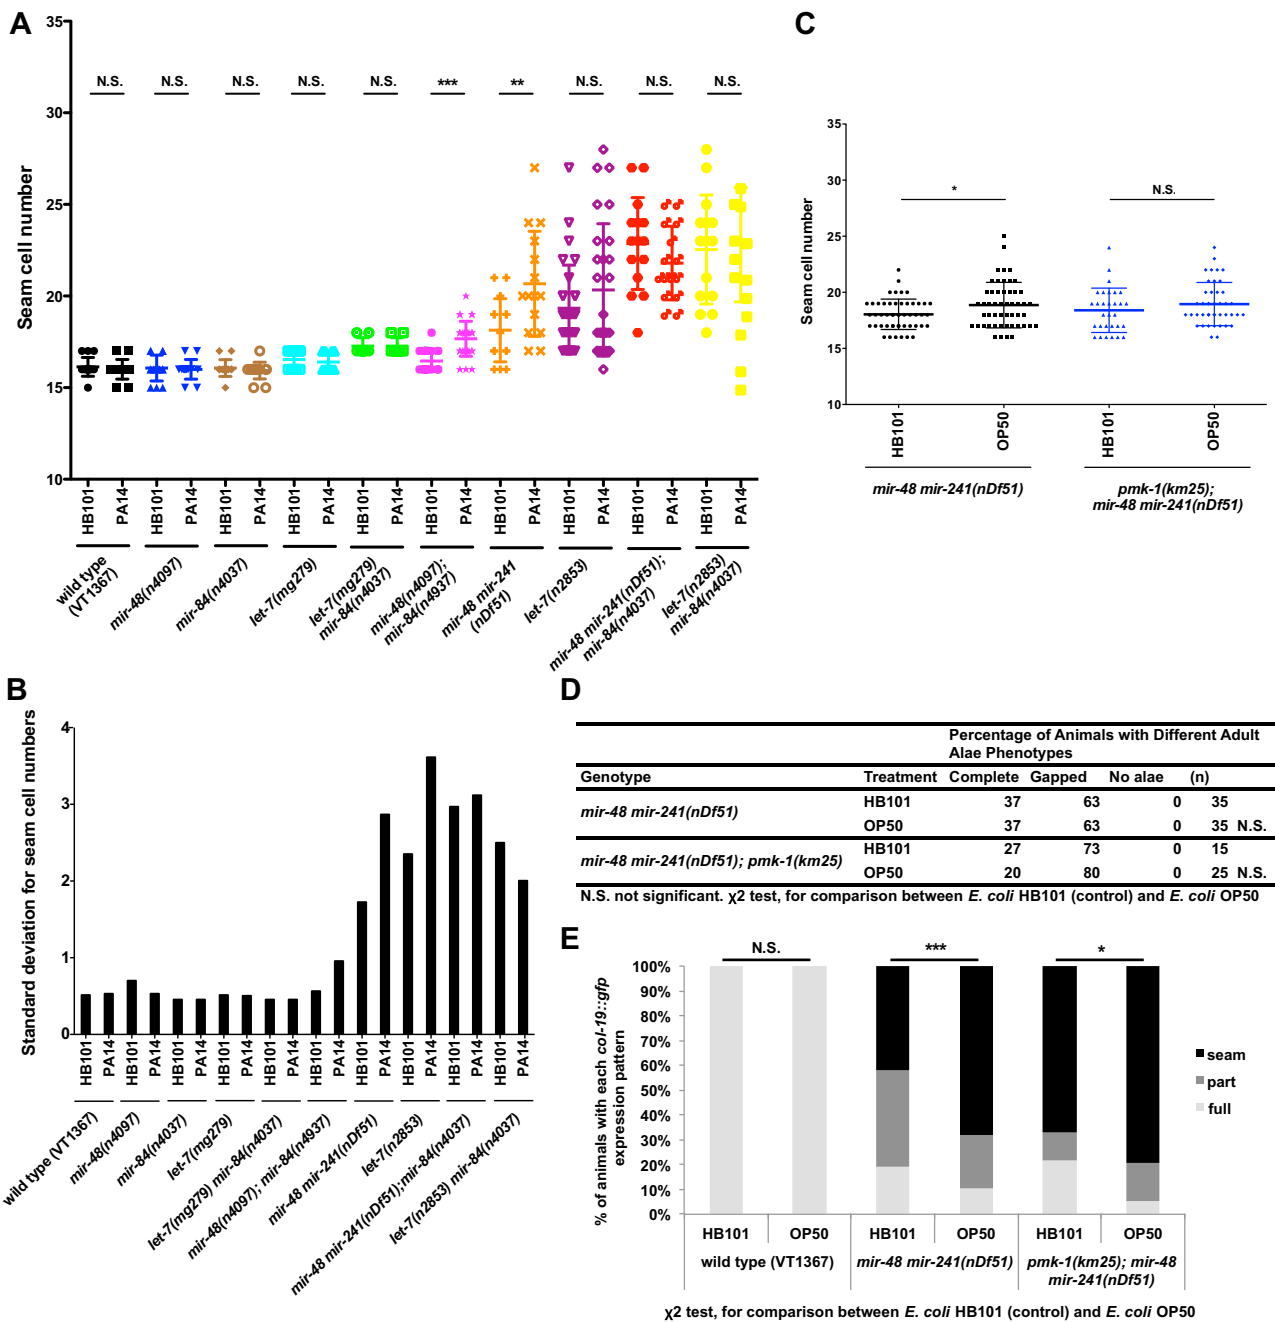 A
35
30
25
20
15
10
Seam cell number
N.S.
N.S.
N.S.
N.S.
N.S.
***
**
N.S.
N.S.
N.S.
HB101
PA14
HB101
PA14
HB101
PA14
HB101
PA14
HB101
PA14
HB101
PA14
HB101
PA14
HB101
PA14
HB101
PA14
HB101
PA14
wild type
(VT1367)
mir-48(n4097)
mir-84(n4037)
let-7(mg279)
let-7(mg279)
mir-84(n4037)
mir-48(n4097);
mir-84(n4937)
mir-48 mir-241
(nDf51)
let-7(n2853)
mir-48 mir-241(nDf51);
mir-84(n4037)
let-7(n2853)
mir-84(n4037)
C
35
30
25
20
15
10
Seam cell number
*
N.S.
HB101
OP50
HB101
OP50
mir-48 mir-241(nDf51)
pmk-1(km25);
mir-48 mir-241(nDf51)
B
4
3
2
1
0
Standard deviation for seam cell numbers
HB101
PA14
HB101
PA14
HB101
PA14
HB101
PA14
HB101
PA14
HB101
PA14
HB101
PA14
HB101
PA14
HB101
PA14
HB101
PA14
wild type (VT1367)
mir-48(n4097)
mir-84(n4037)
let-7(mg279)
let-7(mg279) mir-84(n4037)
mir-48(n4097); mir-84(n4937)
mir-48 mir-241(nDf51)
let-7(n2853)
mir-48 mir-241(nDf51);mir-84(n4037)
let-7(n2853) mir-84(n4037)
D
Percentage of Animals with Different Adult
Alae Phenotypes
Genotype Treatment Complete Gapped No alae (n)
mir-48 mir-241(nDf51) HB101 37 63 0 35
OP50 37 63 0 35 N.S.
mir-48 mir-241(nDf51); pmk-1(km25) HB101 27 73 0 15
OP50 20 80 0 25 N.S.
N.S. not significant. χ2 test, for comparison between E. coli HB101 (control) and E. coli OP50
E
N.S.
***
*
100%
90%
80%
70%
60%
50%
40%
30%
20%
10%
0%
% of animals with each col-19::gfp
expression pattern
seam
part
full
HB101 OP50 HB101 OP50 HB101 OP50
wild type (VT1367) mir-48 mir-241(nDf51) pmk-1(km25); mir-48
mir-241(nDf51)
χ2 test, for comparison between E. coli HB101 (control) and E. coli OP50